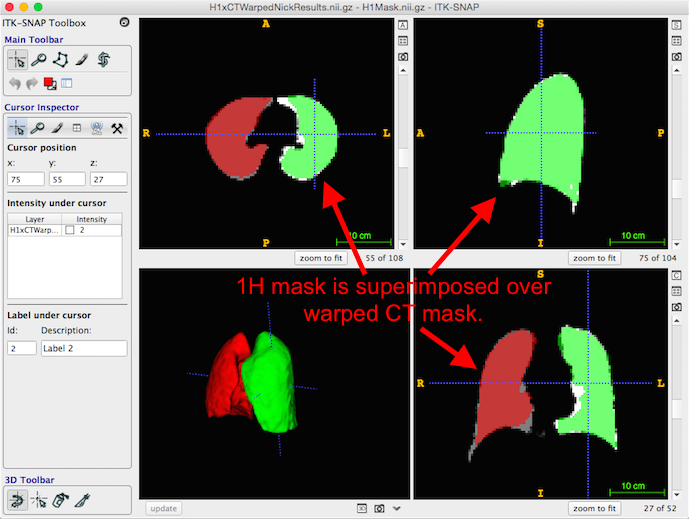 H1xCTWarpedNickResults.nii.gz - H1Mask.nii.gz - ITK-SNAP
ITK-SNAP Toolbox
Main Toolbar
Cursor Inspector
Cursor position
x: y: z:
75 55 27
Intensity under cursor
Layer Intensity
H1xCTWarp... 2
Label under cursor
Id: Description:
2 Label 2
3D Toolbar
A
R L
P
10 cm
A
zoom to fit 55 of 108
S
A P
I
10 cm
S
zoom to fit 75 of 104
1H mask is superimposed over
warped CT mask.
3D
update
S
R L
I
10 cm
C
zoom to fit 27 of 52